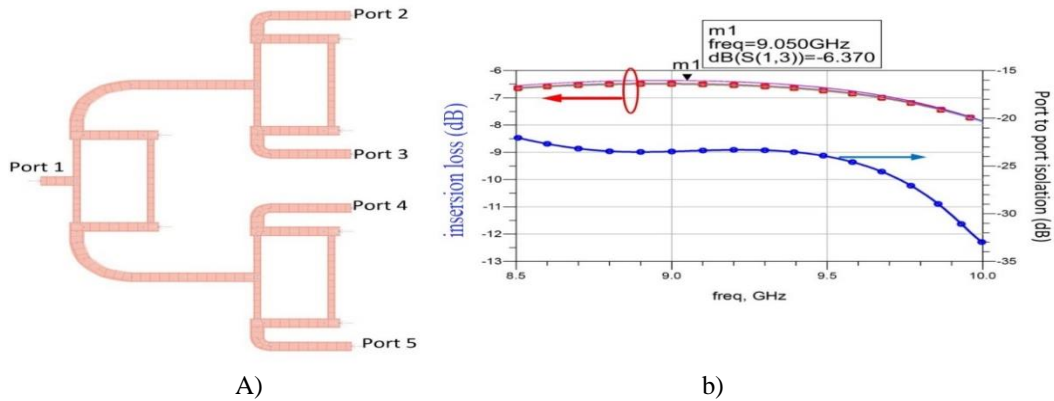 Port 2
Port 1
Port 3
Port 4
Port 5
A)
m1
freq=9.050GHz
dB(S(1,3))=-6.370
m1
insersion loss (dB)
-6
-7
-8
-9
-10
-11
-12
-13
-15
-20
-25
-30
-35
Port to port isolation (dB)
8.5
9.0
9.5
10.0
freq, GHz
b)